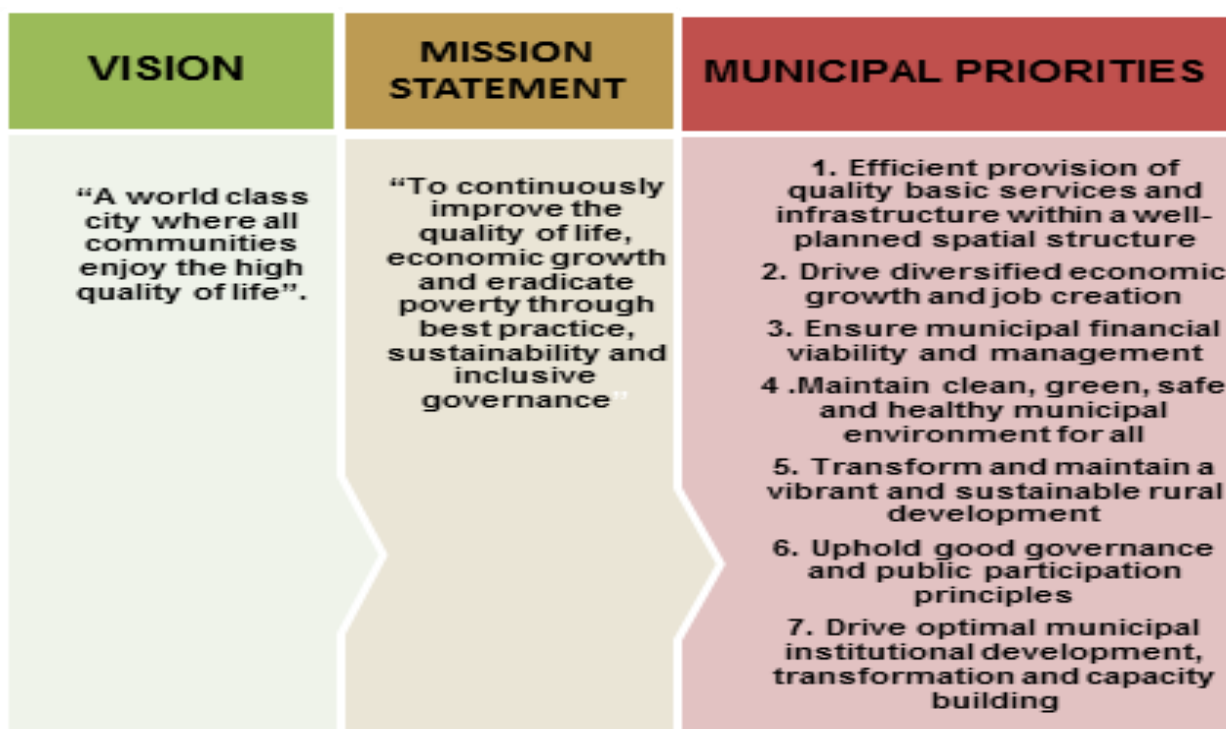 VISION
“A world class
city where all
communities
enjoy the high
quality of life”.
MISSION
STATEMENT
“To continuously
improve the
quality of life,
economic growth
and eradicate
poverty through
best practice,
sustainability and
inclusive
governance”
MUNICIPAL PRIORITIES
1. Efficient provision of
quality basic services and
infrastructure within a well-
planned spatial structure
2. Drive diversified economic
growth and job creation
3. Ensure municipal financial
viability and management
4 .Maintain clean, green, safe
and healthy municipal
environment for all
5. Transform and maintain a
vibrant and sustainable rural
development
6. Uphold good governance
and public participation
principles
7. Drive optimal municipal
institutional development,
transformation and capacity
building